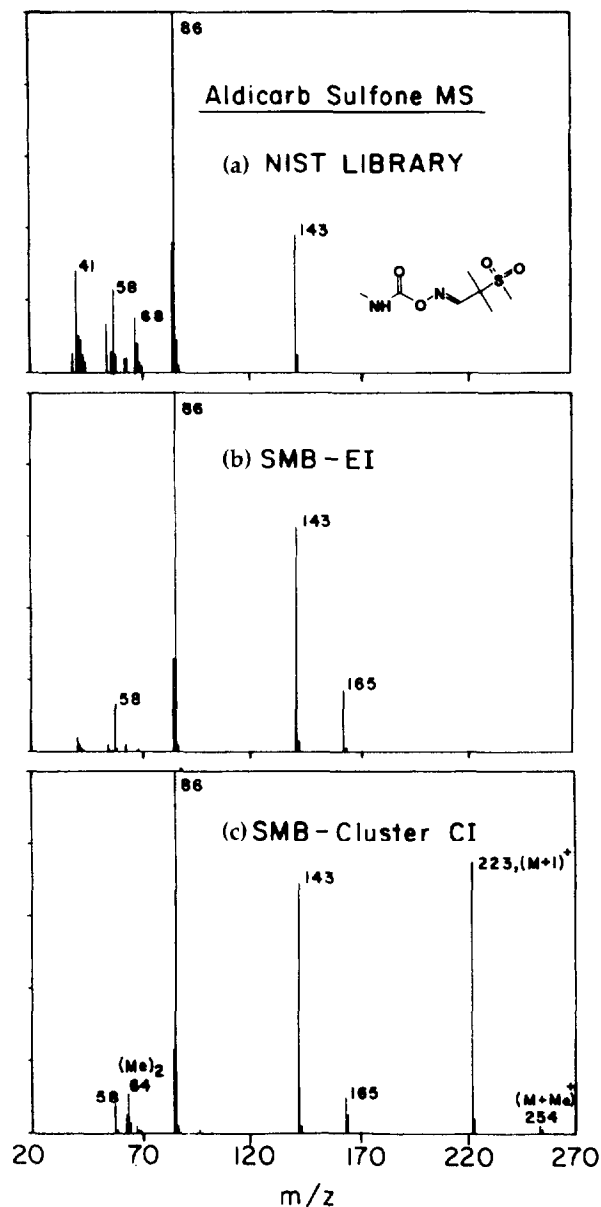 86
Aldicarb Sulfone MS
(a) NIST LIBRARY
143
41
58
68
O
NH
O
N
O
S
O
86
(b) SMB-EI
143
165
58
86
(c) SMB-Cluster CI
223,(M+1)+
143
(Me)2
64
58
165
(M+Me)+
254
20 70 120 170 220 270
m/z